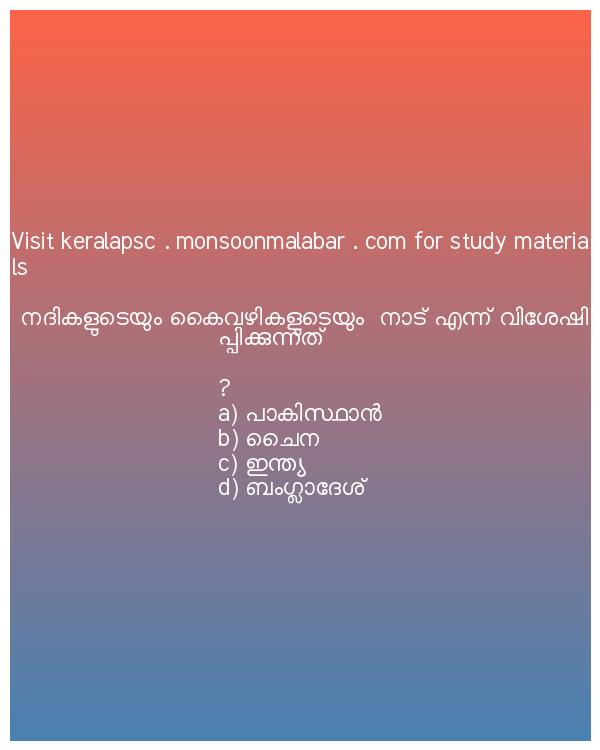 Visit keralapsc . monsoonmalabar . com for study materia
ls
നദികളുടെയും കൈവഴികളുടെയും നാട് എന്ന് വിശേഷി
പ്പിക്കുന്നത്
?
a) പാകിസ്ഥാൻ
b) ചൈന
c) ഇന്ത്യ
d) ബംഗ്ലാദേശ്